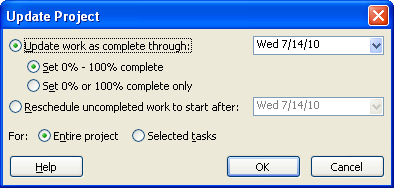 Update Project
Update work as complete through: Wed 7/14/10
Set 0% - 100% complete
Set 0% or 100% complete only
Reschedule uncompleted work to start after: Wed 7/14/10
For: Entire project Selected tasks
Help OK Cancel